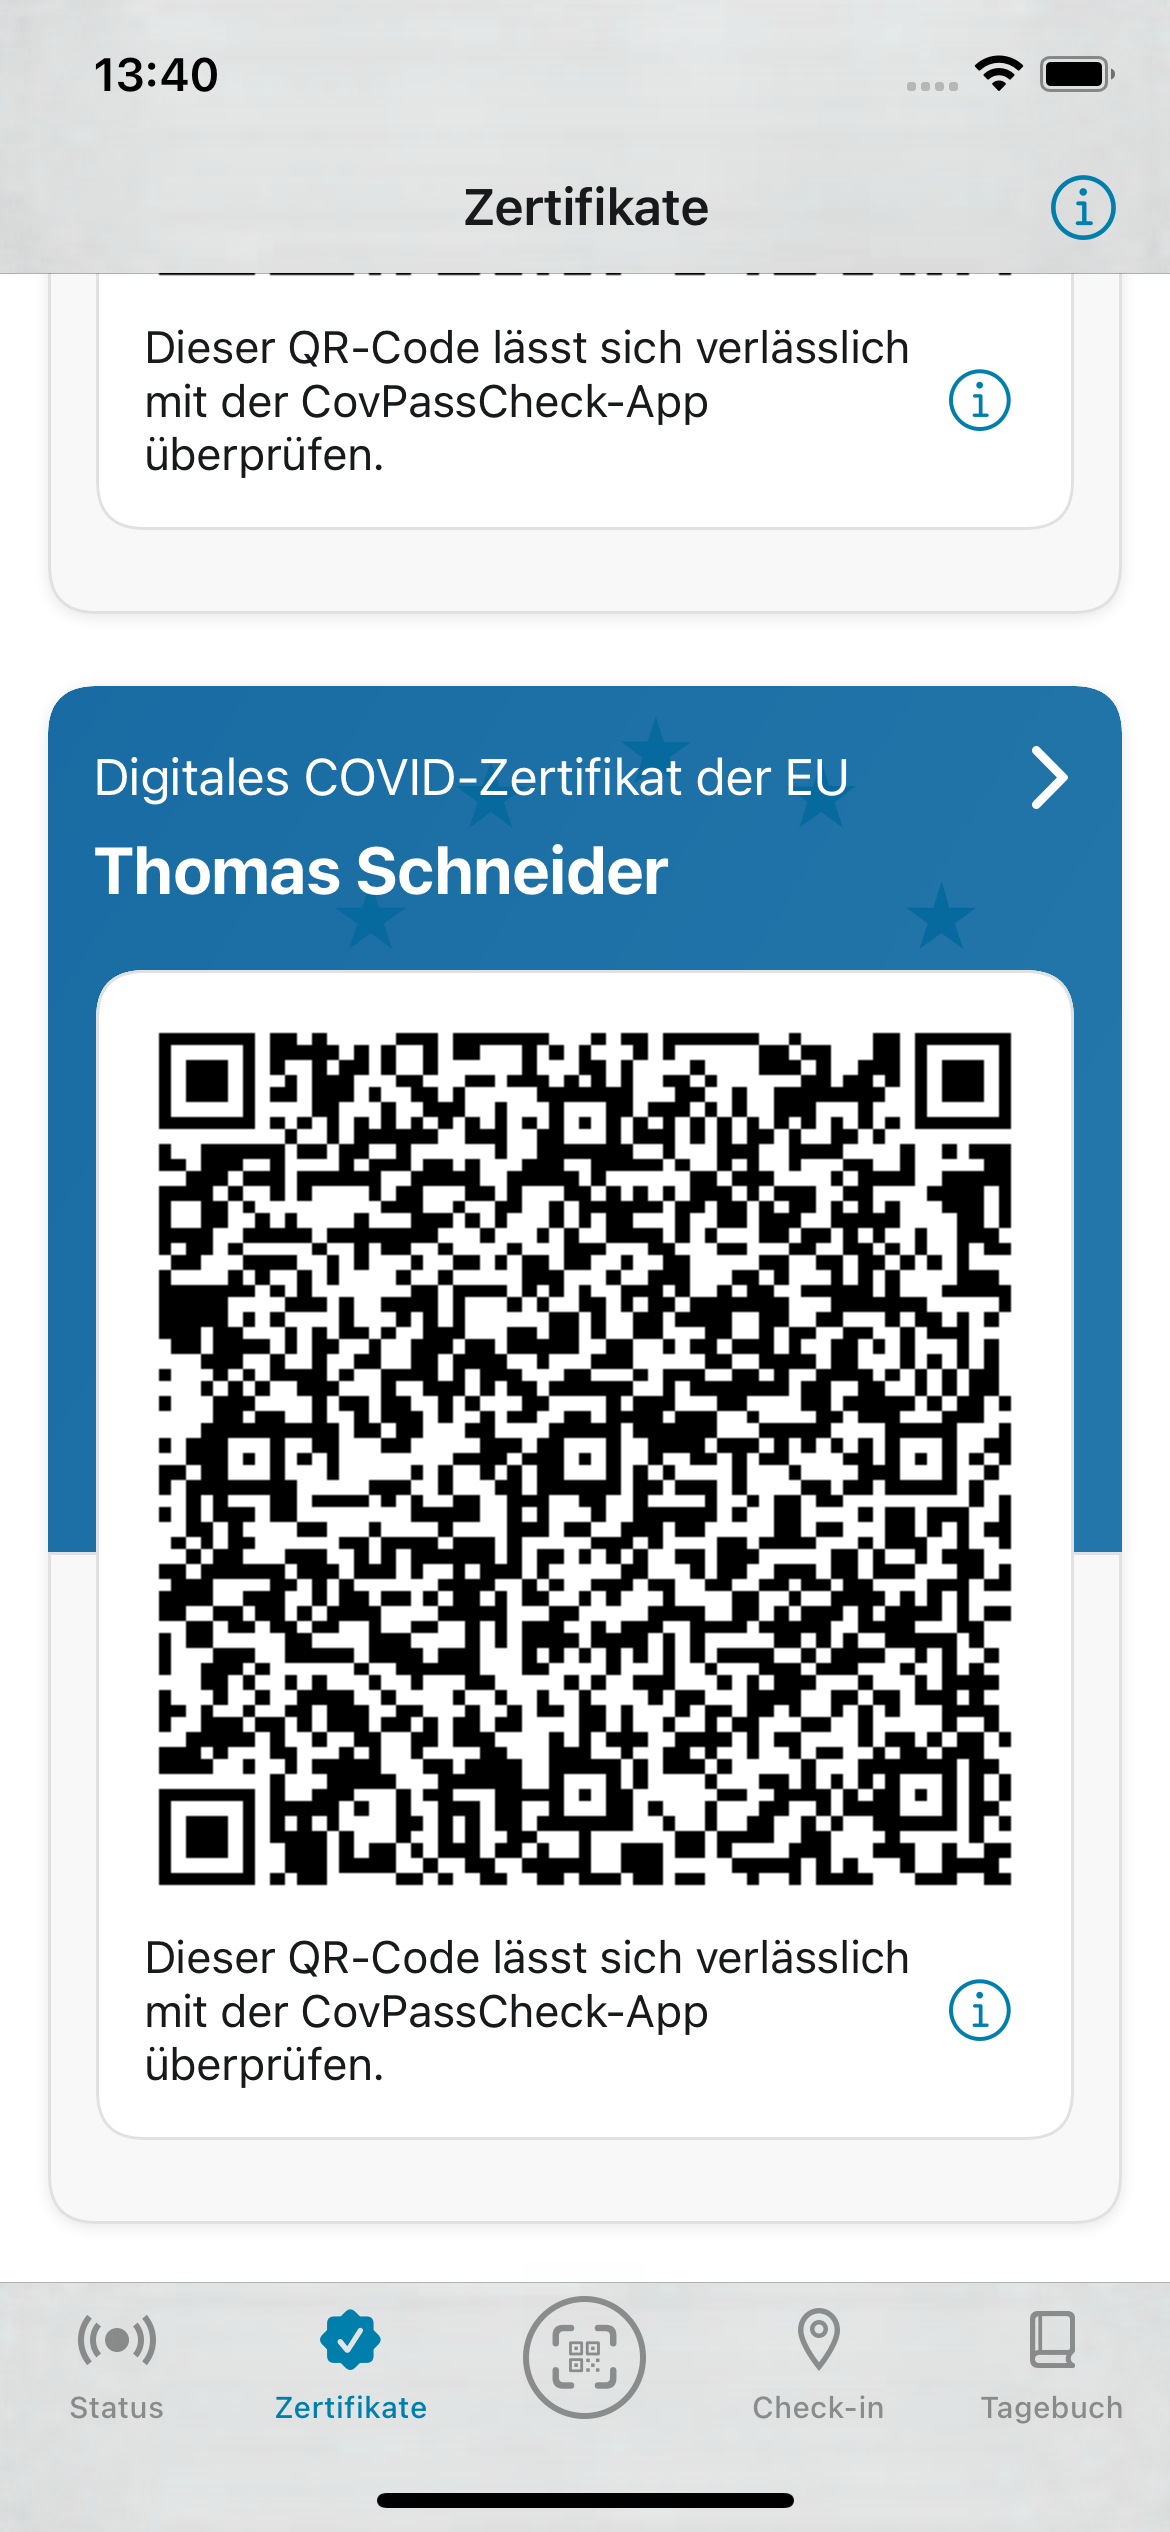 13:40
Zertifikate
Dieser QR-Code lässt sich verlässlich
mit der CovPassCheck-App
überprüfen.
Digitales COVID-Zertifikat der EU
Thomas Schneider
Dieser QR-Code lässt sich verlässlich
mit der CovPassCheck-App
überprüfen.
Status
Zertifikate
Check-in
Tagebuch